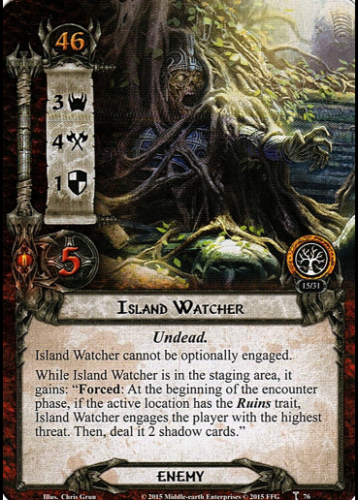 46
3
4
1
5
15/31
ISLAND WATCHER
Undead.
Island Watcher cannot be optionally engaged.
While Island Watcher is in the staging area, it
gains: “Forced: At the beginning of the encounter
phase, if the active location has the Ruins trait,
Island Watcher engages the player with the highest
threat. Then, deal it 2 shadow cards.”
ENEMY
Illus. Chris Grun © 2015 Middle-earth Enterprises © 2015 FFG 76